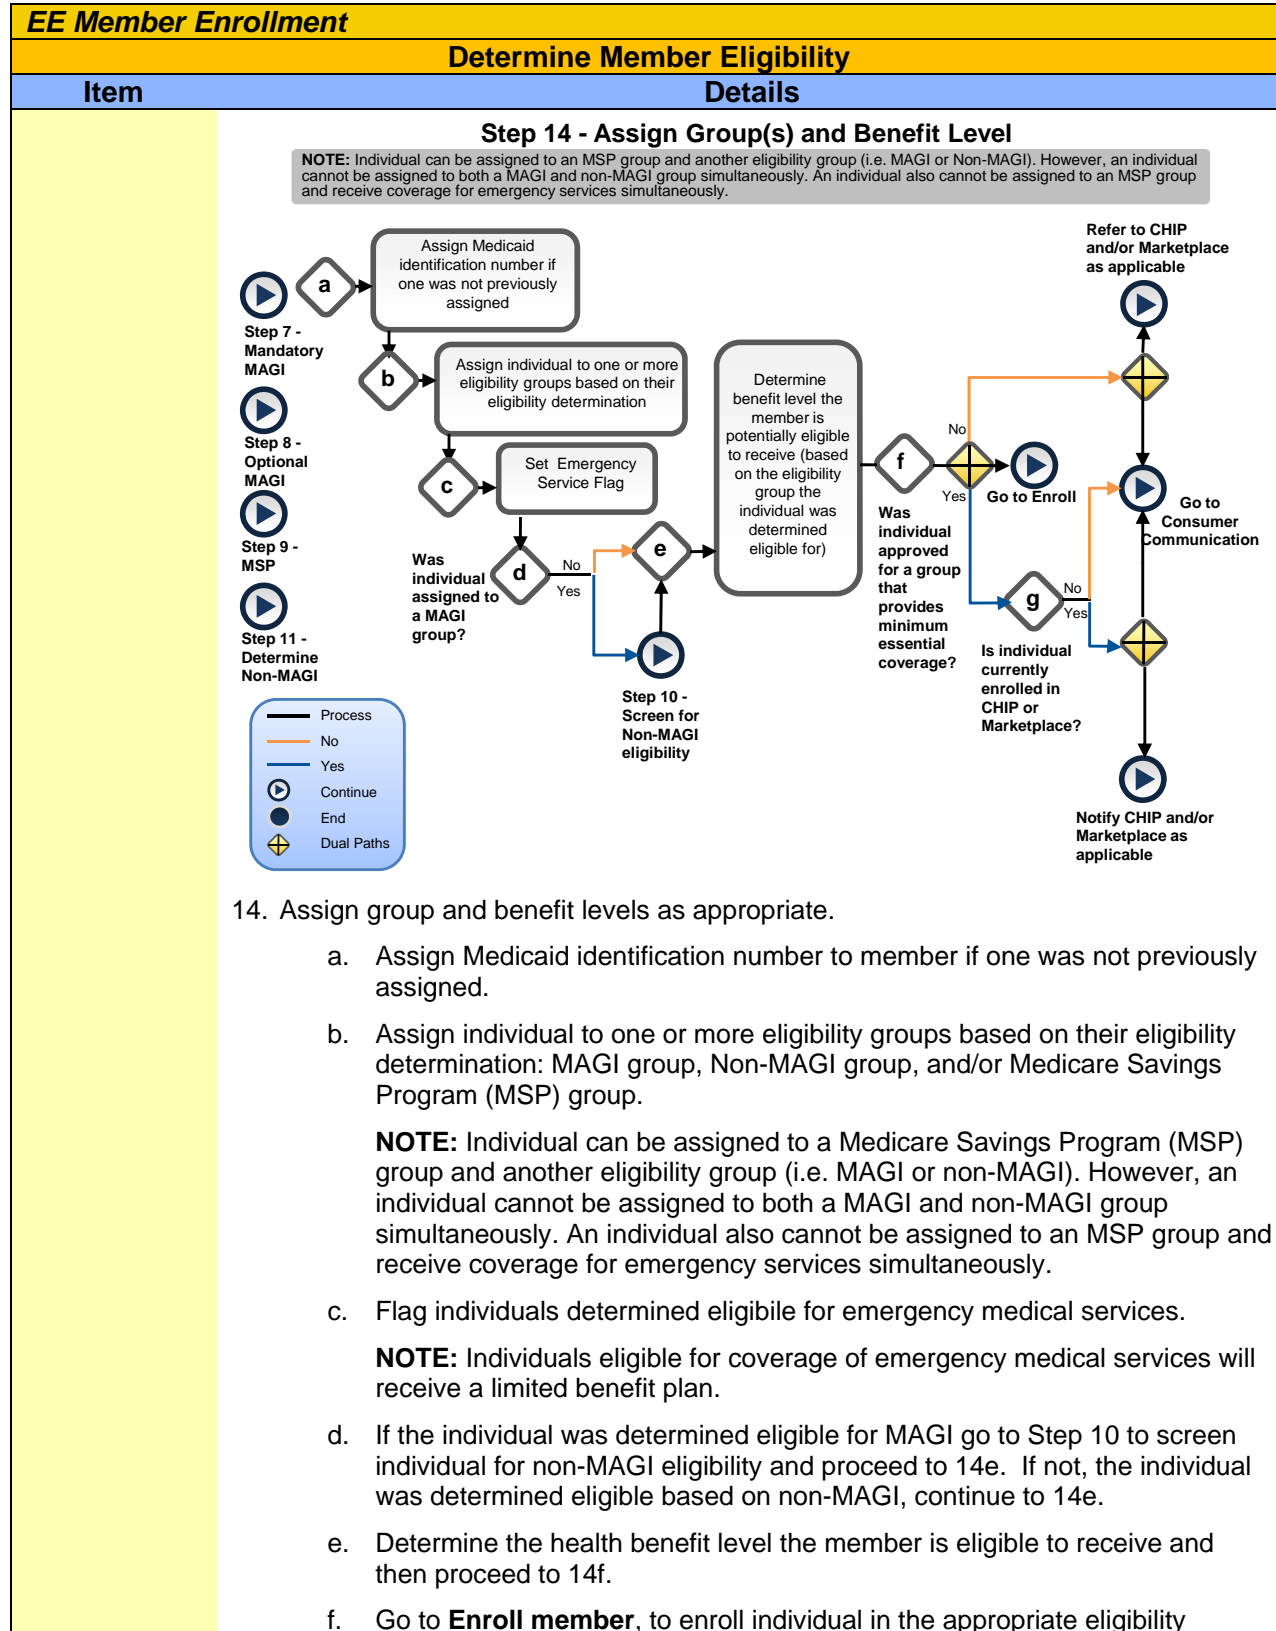 EE Member Enrollment
Determine Member Eligibility
Item
Details
Step 14 - Assign Group(s) and Benefit Level
NOTE: Individual can be assigned to an MSP group and another eligibility group (i.e. MAGI or Non-MAGI). However, an individual
cannot be assigned to both a MAGI and non-MAGI group simultaneously. An individual also cannot be assigned to an MSP group
and receive coverage for emergency services simultaneously.
Step 7 -
Mandatory
MAGI
Step 8 -
Optional
MAGI
Step 9 -
MSP
Step 11 -
Determine
Non-MAGI
a
Assign Medicaid
identification number if
one was not previously
assigned
b
Assign individual to one or more
eligibility groups based on their
eligibility determination
c
Set Emergency
Service Flag
Was
individual
assigned to
a MAGI
group?
d
No
Yes
e
Step 10 -
Screen for
Non-MAGI
eligibility
Determine
benefit level the
member is
potentially eligible
to receive (based
on the eligibility
group the
individual was
determined
eligible for)
f
Was
individual
approved
for a group
that
provides
minimum
essential
coverage?
No
Yes
Go to Enroll
g
No
Yes
Is individual
currently
enrolled in
CHIP or
Marketplace?
Refer to CHIP
and/or Marketplace
as applicable
Go to
Consumer
Communication
Notify CHIP and/or
Marketplace as
applicable
Process
No
Yes
Continue
End
Dual Paths
14. Assign group and benefit levels as appropriate.
a. Assign Medicaid identification number to member if one was not previously
assigned.
b. Assign individual to one or more eligibility groups based on their eligibility
determination: MAGI group, Non-MAGI group, and/or Medicare Savings
Program (MSP) group.
NOTE: Individual can be assigned to a Medicare Savings Program (MSP)
group and another eligibility group (i.e. MAGI or non-MAGI). However, an
individual cannot be assigned to both a MAGI and non-MAGI group
simultaneously. An individual also cannot be assigned to an MSP group and
receive coverage for emergency services simultaneously.
c. Flag individuals determined eligibile for emergency medical services.
NOTE: Individuals eligible for coverage of emergency medical services will
receive a limited benefit plan.
d. If the individual was determined eligible for MAGI go to Step 10 to screen
individual for non-MAGI eligibility and proceed to 14e. If not, the individual
was determined eligible based on non-MAGI, continue to 14e.
e. Determine the health benefit level the member is eligible to receive and
then proceed to 14f.
f. Go to Enroll member, to enroll individual in the appropriate eligibility